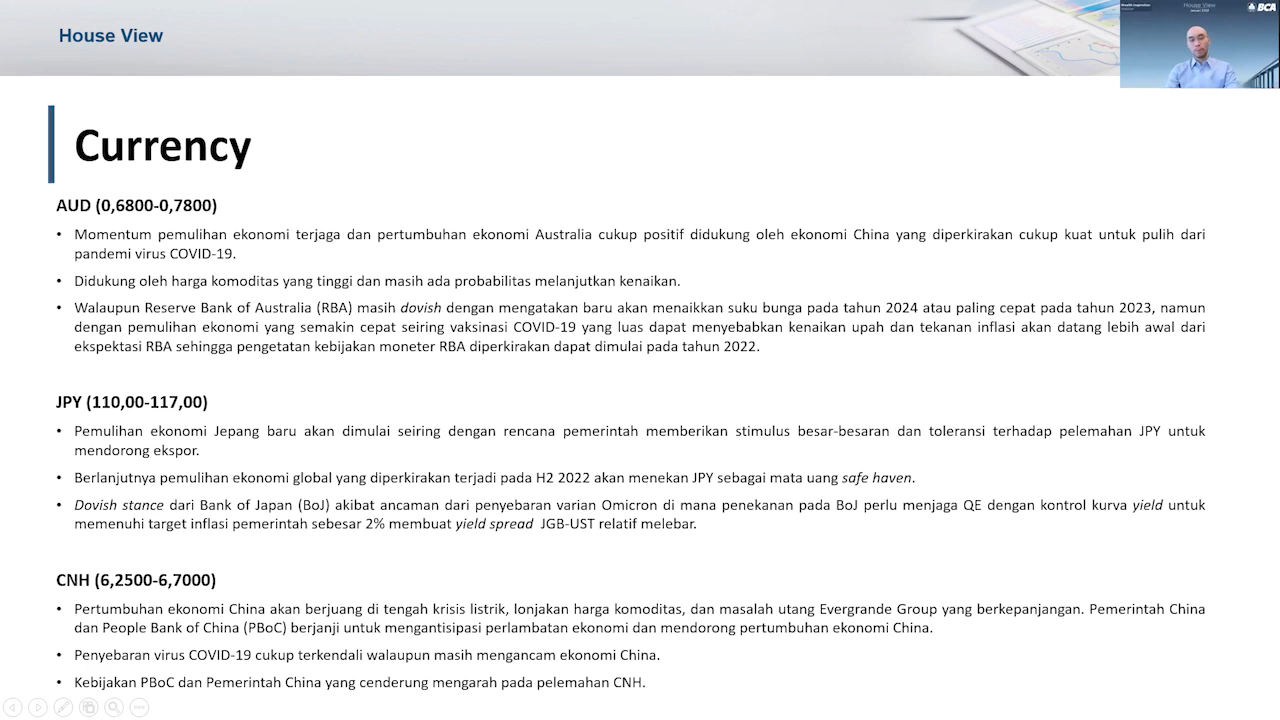 House View
House View
BCA
Currency
AUD (0,6800-0,7800)
• Momentum pemulihan ekonomi terjaga dan pertumbuhan ekonomi Australia cukup positif didukung oleh ekonomi China yang diperkirakan cukup kuat untuk pulih dari
pandemi virus COVID-19.
• Didukung oleh harga komoditas yang tinggi dan masih ada probabilitas melanjutkan kenaikan.
• Walaupun Reserve Bank of Australia (RBA) masih dovish dengan mengatakan baru akan menaikkan suku bunga pada tahun 2024 atau paling cepat pada tahun 2023, namun
dengan pemulihan ekonomi yang semakin cepat seiring vaksinasi COVID-19 yang luas dapat menyebabkan kenaikan upah dan tekanan inflasi akan datang lebih awal dari
ekspektasi RBA sehingga pengetatan kebijakan moneter RBA diperkirakan dapat dimulai pada tahun 2022.
JPY (110,00-117,00)
• Pemulihan ekonomi Jepang baru akan dimulai seiring dengan rencana pemerintah memberikan stimulus besar-besaran dan toleransi terhadap pelemahan JPY untuk
mendorong ekspor.
• Berlanjutnya pemulihan ekonomi global yang diperkirakan terjadi pada H2 2022 akan menekan JPY sebagai mata uang safe haven.
• Dovish stance dari Bank of Japan (BoJ) akibat ancaman dari penyebaran varian Omicron di mana penekanan pada BoJ perlu menjaga QE dengan kontrol kurva yield untuk
memenuhi target inflasi pemerintah sebesar 2% membuat yield spread JGB-UST relatif melebar.
CNH (6,2500-6,7000)
• Pertumbuhan ekonomi China akan berjuang di tengah krisis listrik, lonjakan harga komoditas, dan masalah utang Evergrande Group yang berkepanjangan. Pemerintah China
dan People Bank of China (PBoC) berjanji untuk mengantisipasi perlambatan ekonomi dan mendorong pertumbuhan ekonomi China.
• Penyebaran virus COVID-19 cukup terkendali walaupun masih mengancam ekonomi China.
• Kebijakan PBoC dan Pemerintah China yang cenderung mengarah pada pelemahan CNH.